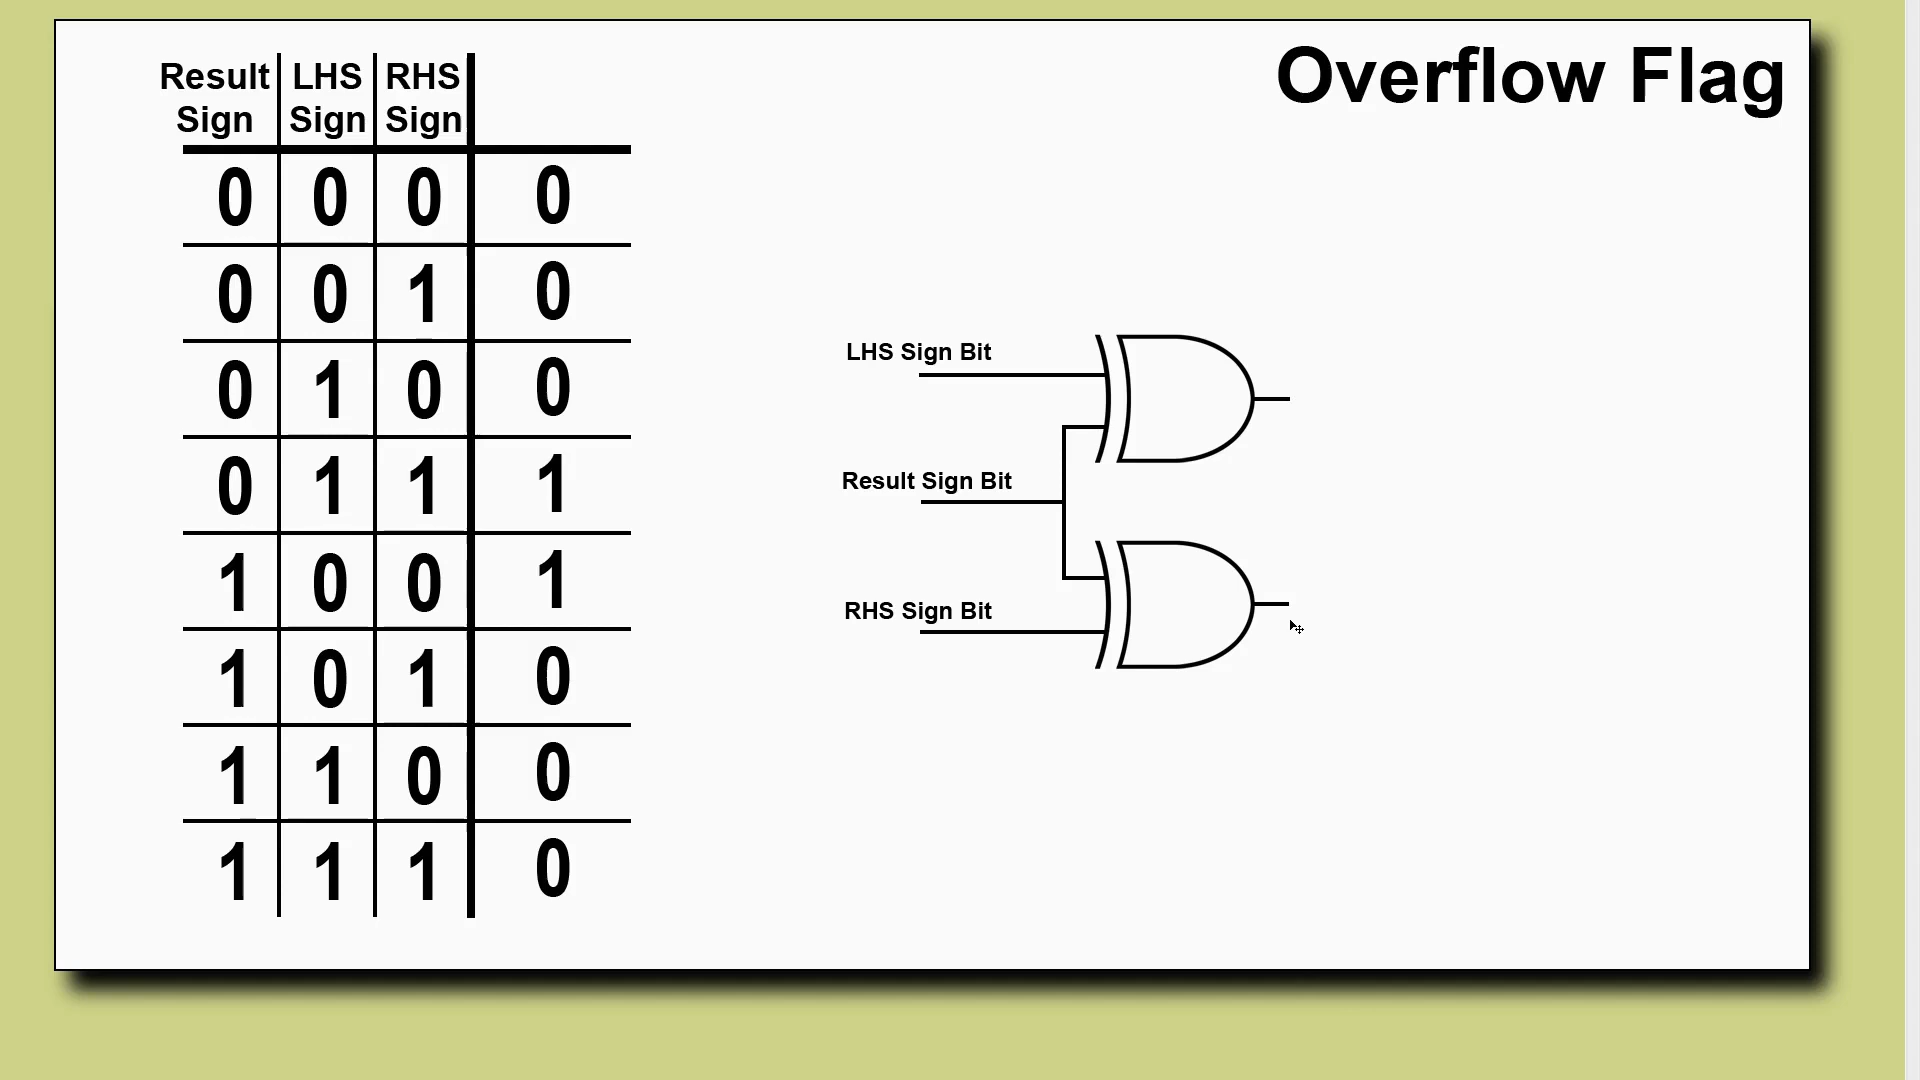 Overflow Flag
Result LHS RHS
Sign Sign Sign
0 0 0 0
0 0 1 0
0 1 0 0
0 1 1 1
1 0 0 1
1 0 1 0
1 1 0 0
1 1 1 0
LHS Sign Bit
Result Sign Bit
RHS Sign Bit